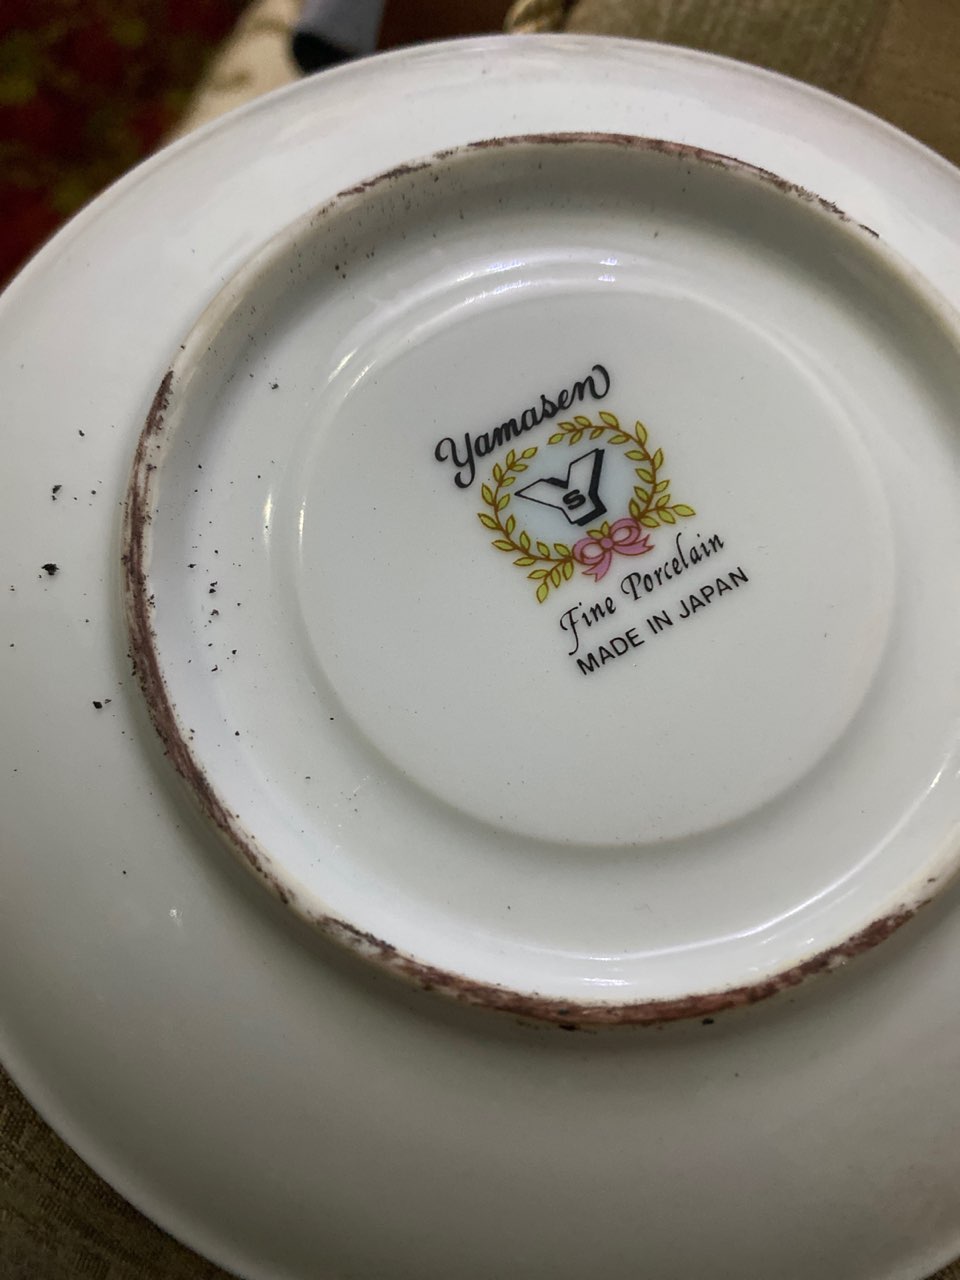 Yamasen
YS
Fine Porcelain
MADE IN JAPAN